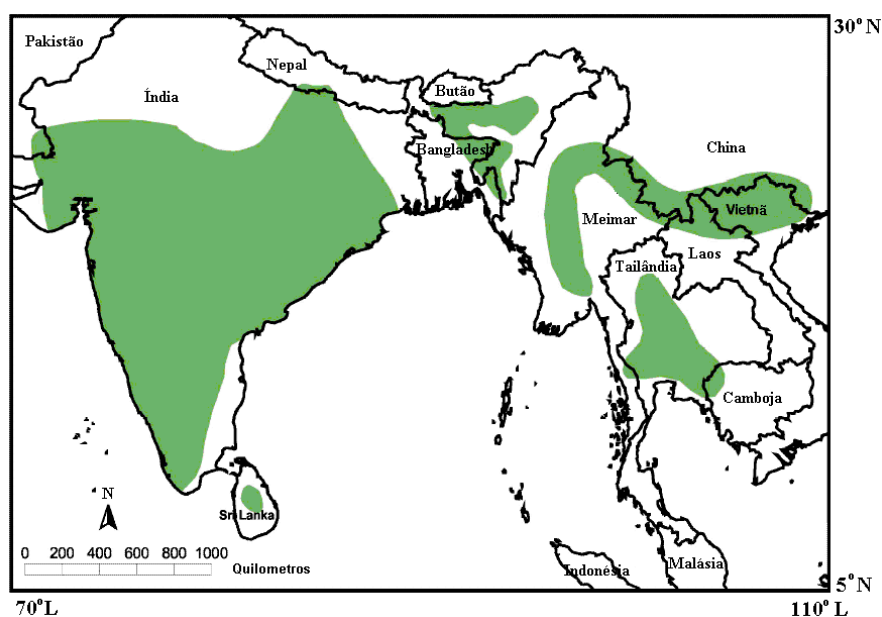 30° N
Pakistão
Nepal
Butão
Índia
Bangladesh
China
Vietnã
Meimar
Laos
Tailândia
Camboja
N
Sri Lanka
0 200 400 600 800 1000
Quilometros
Indonésia
Malásia
5° N
70° L
110° L